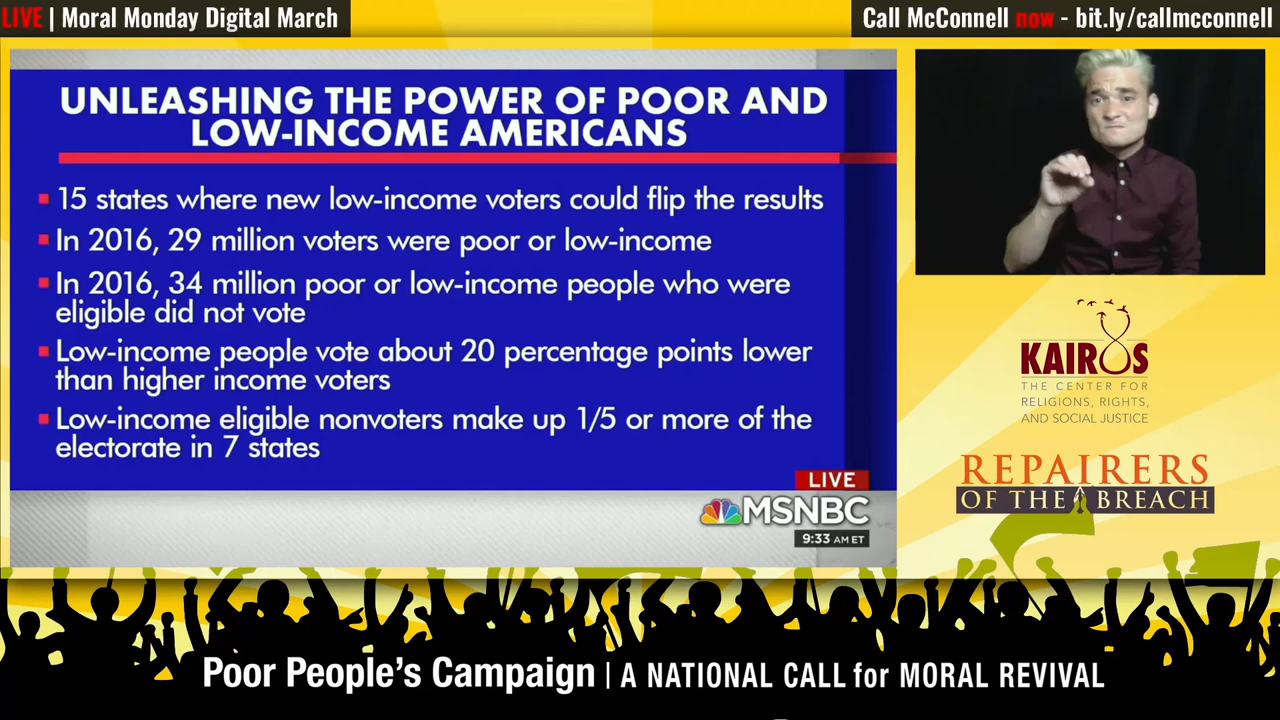 LIVE | Moral Monday Digital March
Call McConnell now - bit.ly/callmcconnell
UNLEASHING THE POWER OF POOR AND
LOW-INCOME AMERICANS
15 states where new low-income voters could flip the results
In 2016, 29 million voters were poor or low-income
In 2016, 34 million poor or low-income people who were
eligible did not vote
Low-income people vote about 20 percentage points lower
than higher income voters
Low-income eligible nonvoters make up 1/5 or more of the
electorate in 7 states
LIVE
MSNBC
9:33 AM ET
KAIROS
THE CENTER FOR
RELIGIONS, RIGHTS,
AND SOCIAL JUSTICE
REPAIRERS
OF THE BREACH
Poor People's Campaign | A NATIONAL CALL for MORAL REVIVAL